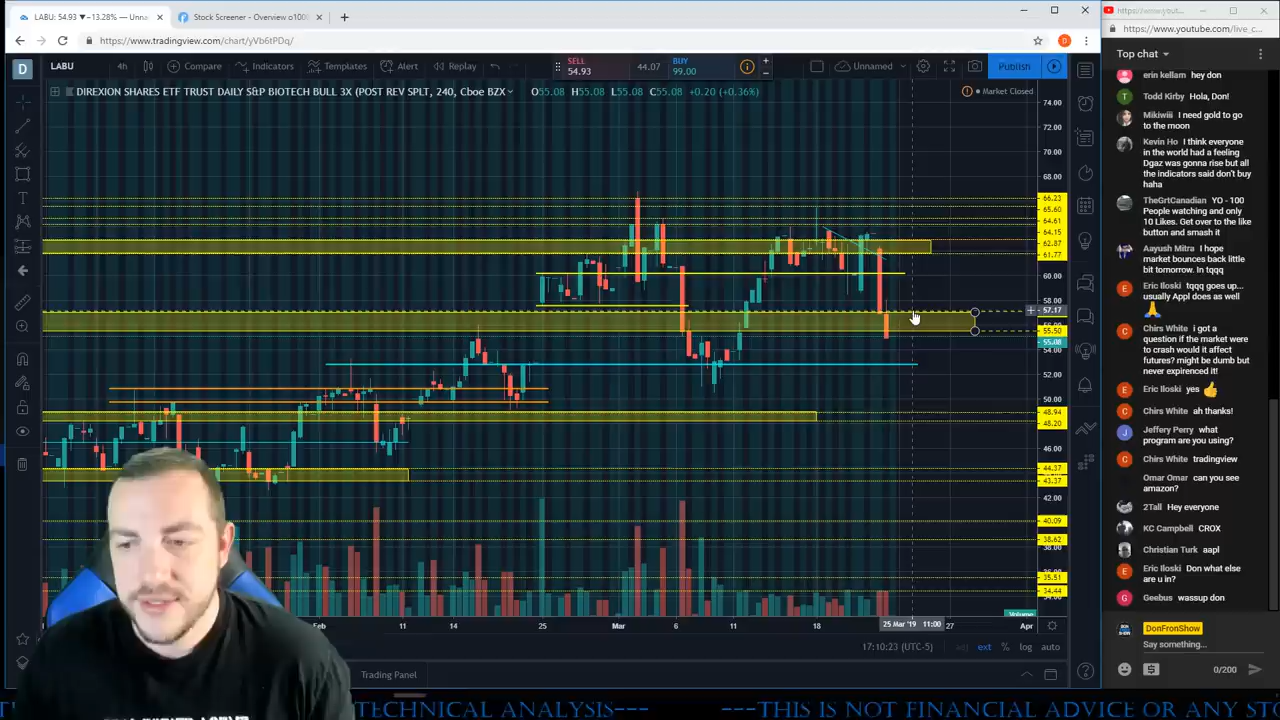 LABU: 54.93 ▼−13.28% — Unna
Stock Screener - Overview o100
https://www.yout
https://www.tradingview.com/chart/yVb6tPDq/
https://www.youtube.com/live_c
D
LABU
4h
Compare
Indicators
Templates
Alert
Replay
SELL
54.93
44.07
BUY
99.00
Unnamed
Publish
Top chat
DIREXION SHARES ETF TRUST DAILY S&P BIOTECH BULL 3X (POST REV SPLT, 240, Cboe BZX
O55.08 H55.08 L55.08 C55.08 +0.20 (+0.36%)
Market Closed
74.00
72.00
70.00
68.00
66.23
65.60
64.61
64.15
62.87
61.77
60.00
58.00
57.17
55.50
55.08
54.00
52.00
50.00
48.94
48.20
46.00
44.37
43.37
42.00
40.09
38.62
38.00
35.51
34.44
Volume
Feb
11
14
25
Mar
6
11
18
25 Mar '19 11:00
27
Apr
17:10:23 (UTC-5)
adj
ext
%
log
auto
Trading Panel
erin kellam hey don
Todd Kirby Hola, Don!
Mikiwiii I need gold to
go to the moon
Kevin Ho I think everyone
in the world had a feeling
Dgaz was gonna rise but all
the indicators said don't buy
haha
TheGrtCanadian YO - 100
People watching and only
10 Likes. Get over to the like
button and smash it
Aayush Mitra I hope
market bounces back little
bit tomorrow. In tqqq
Eric Iloski tqqq goes up...
usually Appl does as well
🙏
Chirs White i got a
question if the market were
to crash would it affect
futures? might be dumb but
never expirenced it!
Eric Iloski yes 👍
Chirs White ah thanks!
Jeffery Perry what
program are you using?
Chirs White tradingview
Omar Omar can you see
amazon?
2Tall Hey everyone
KC Campbell CROX
Christian Turk aapl
Eric Iloski Don what else
are u in?
Geebus wassup don
DonFronShow
Say something...
0/200
TECHNICAL ANALYSIS--- ---THIS IS NOT FINANCIAL ADVICE OR ANY STO